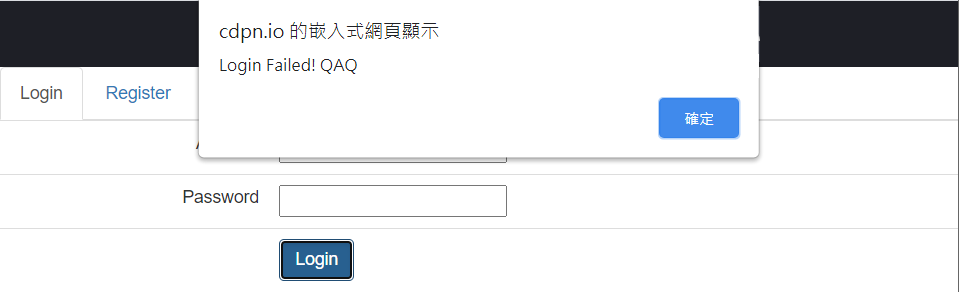 cdpn.io 的嵌入式網頁顯示
Login Failed! QAQ
確定
Login
Register
Password
Login